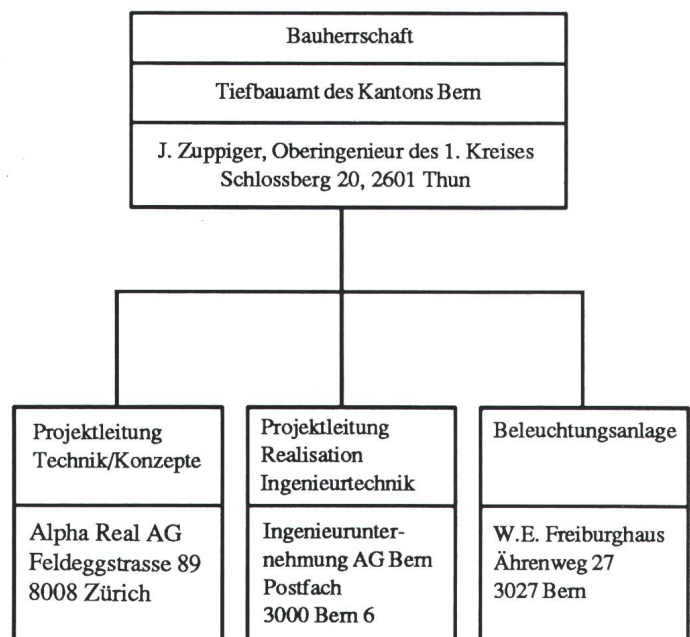 Bauherrschaft
Tiefbauamt des Kantons Bern
J. Zuppiger, Oberingenieur des 1. Kreises
Schlossberg 20, 2601 Thun
Projektleitung
Technik/Konzepte
Alpha Real AG
Feldeggstrasse 89
8008 Zürich
Projektleitung
Realisation
Ingenieurtechnik
Ingenieurunter-
nehmung AG Bern
Postfach
3000 Bern 6
Beleuchtungsanlage
W.E. Freiburghaus
Ährenweg 27
3027 Bern